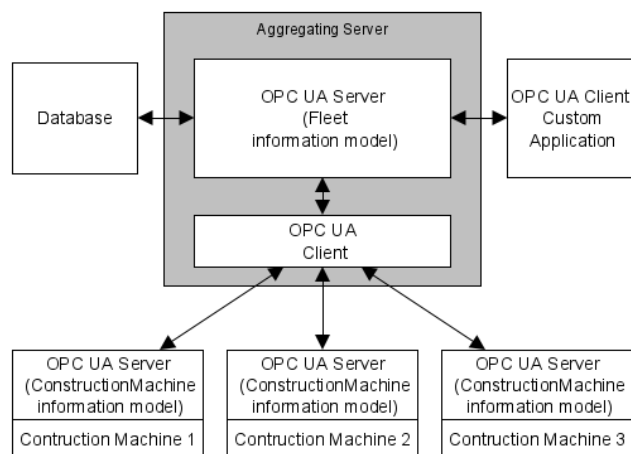 Aggregating Server
Database
OPC UA Server
(Fleet
information model)
OPC UA Client
Custom
Application
OPC UA
Client
OPC UA Server
(ConstructionMachine
information model)
Contruction Machine 1
OPC UA Server
(ConstructionMachine
information model)
Contruction Machine 2
OPC UA Server
(ConstructionMachine
information model)
Contruction Machine 3